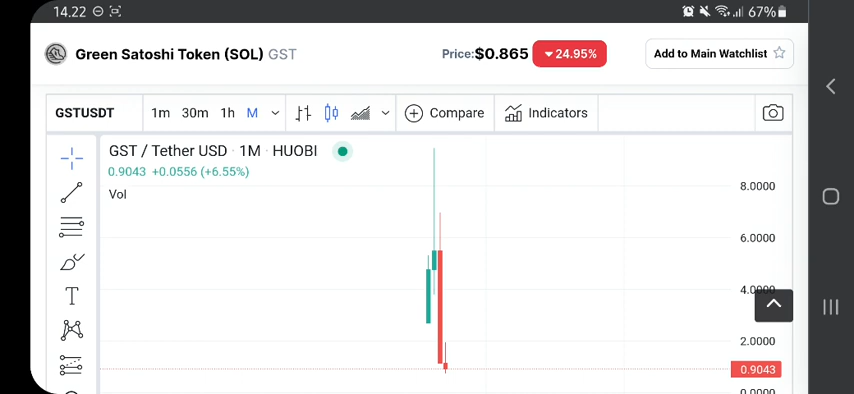 14.22 67%
Green Satoshi Token (SOL) GST Price:$0.865 ▼24.95% Add to Main Watchlist
GSTUSDT 1m 30m 1h M Compare Indicators
GST / Tether USD · 1M · HUOBI
0.9043 +0.0556 (+6.55%)
Vol
T
8.0000
6.0000
4.0000
2.0000
0.9043
0.0000